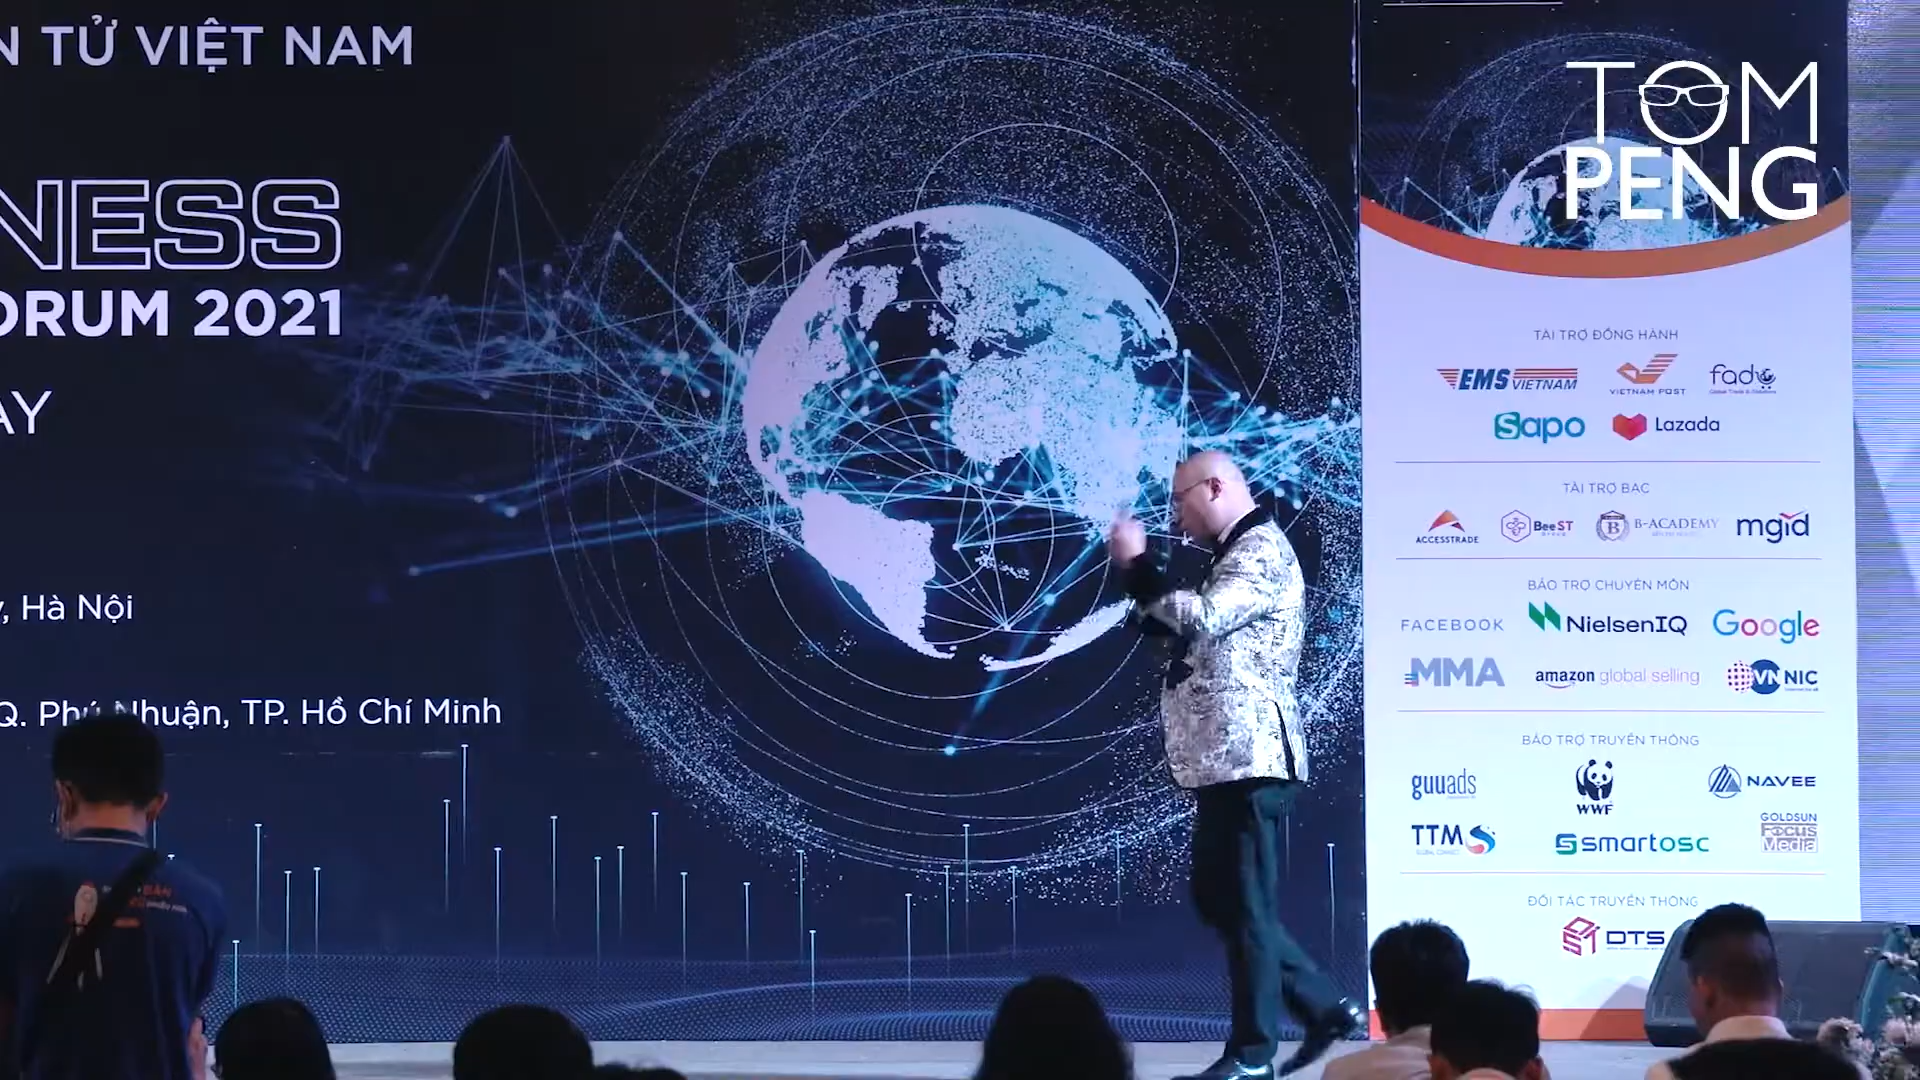 N TỬ VIỆT NAM
NESS
ORUM 2021
AY
, Hà Nội
Q. Phú Nhuận, TP. Hồ Chí Minh
TOM
PENG
TÀI TRỢ ĐỒNG HÀNH
EMS VIETNAM
VIETNAM POST
fado
Sapo
Lazada
TÀI TRỢ BẠC
ACCESSTRADE
BeeST
Group
B-ACADEMY
mgid
BẢO TRỢ CHUYÊN MÔN
FACEBOOK
NielsenIQ
Google
MMA
amazon global selling
VNNIC
BẢO TRỢ TRUYỀN THÔNG
guuads
WWF
NAVEE
TTM
smartosc
GOLDSUN
Focus
Media
ĐỐI TÁC TRUYỀN THÔNG
DTS